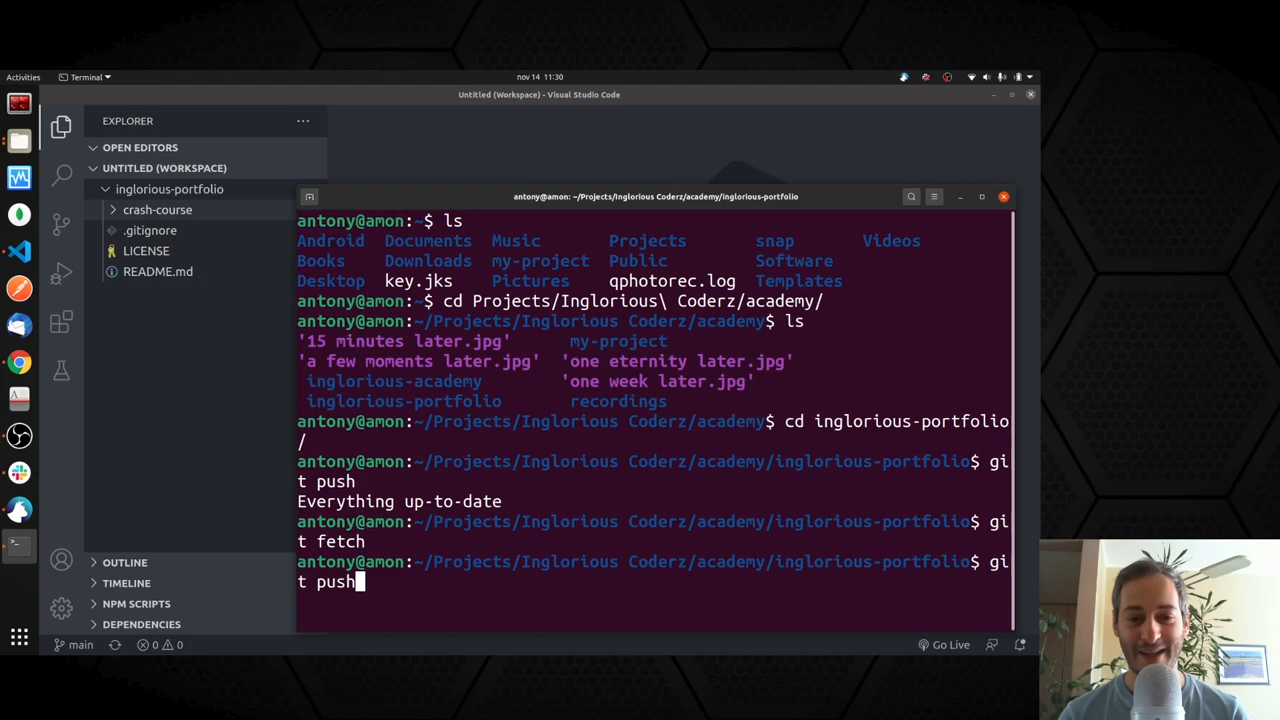 Activities
Terminal
nov 14 11:30
Untitled (Workspace) - Visual Studio Code
EXPLORER
OPEN EDITORS
UNTITLED (WORKSPACE)
inglorious-portfolio
crash-course
.gitignore
LICENSE
README.md
OUTLINE
TIMELINE
NPM SCRIPTS
DEPENDENCIES
main
0 0
Go Live
antony@amon: ~/Projects/Inglorious Coderz/academy/inglorious-portfolio
antony@amon:~$ ls
Android Documents Music Projects snap Videos
Books Downloads my-project Public Software
Desktop key.jks Pictures qphotorec.log Templates
antony@amon:~$ cd Projects/Inglorious\ Coderz/academy/
antony@amon:~/Projects/Inglorious Coderz/academy$ ls
'15 minutes later.jpg' my-project
'a few moments later.jpg' 'one eternity later.jpg'
inglorious-academy 'one week later.jpg'
inglorious-portfolio recordings
antony@amon:~/Projects/Inglorious Coderz/academy$ cd inglorious-portfolio
/
antony@amon:~/Projects/Inglorious Coderz/academy/inglorious-portfolio$ gi
t push
Everything up-to-date
antony@amon:~/Projects/Inglorious Coderz/academy/inglorious-portfolio$ gi
t fetch
antony@amon:~/Projects/Inglorious Coderz/academy/inglorious-portfolio$ gi
t push